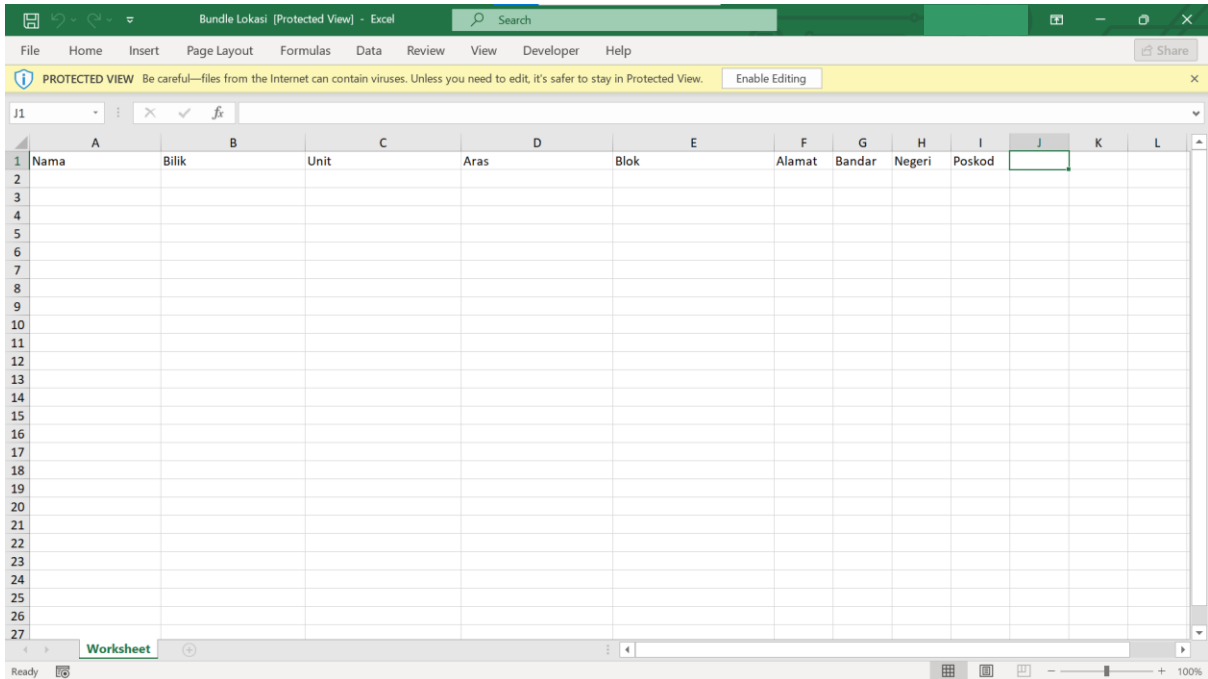 Bundle Lokasi [Protected View] - Excel
Search
File Home Insert Page Layout Formulas Data Review View Developer Help Share
PROTECTED VIEW Be careful—files from the Internet can contain viruses. Unless you need to edit, it's safer to stay in Protected View. Enable Editing
J1 fx
A B C D E F G H I J K L
1 Nama Bilik Unit Aras Blok Alamat Bandar Negeri Poskod
2
3
4
5
6
7
8
9
10
11
12
13
14
15
16
17
18
19
20
21
22
23
24
25
26
27
Worksheet
Ready 100%